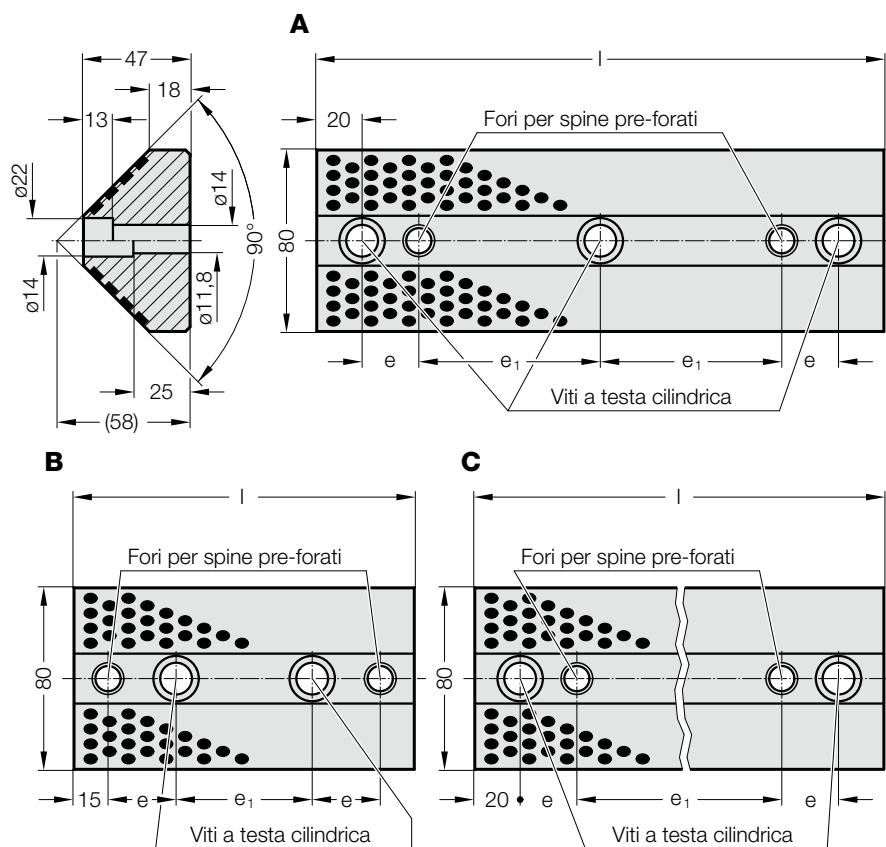 A
47
l
18
13
20
Fori per spine pre-forati
ø22
ø14
90°
80
ø14
ø11,8
e
e₁
e₁
e
25
Viti a testa cilindrica
(58)
B
C
l
l
Fori per spine pre-forati
Fori per spine pre-forati
80
80
15
e
e₁
e
20
e
e₁
e
Viti a testa cilindrica
Viti a testa cilindrica